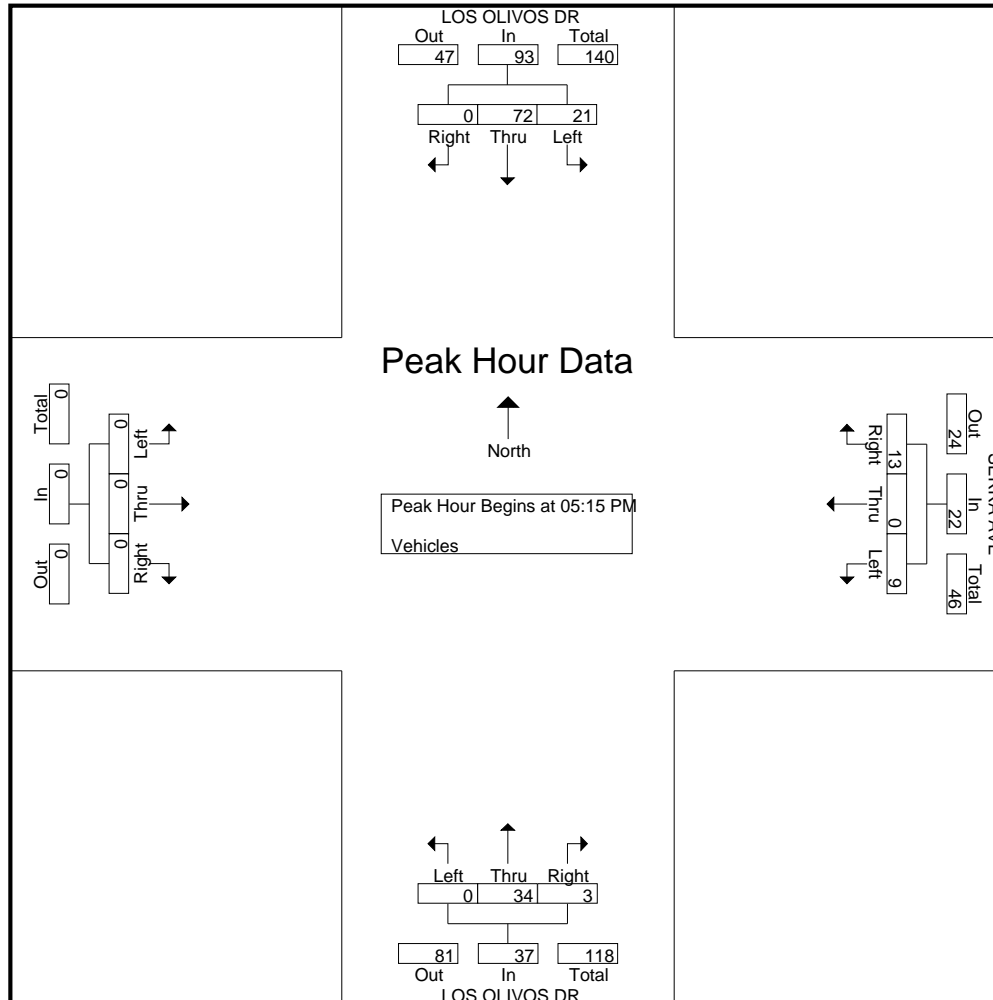 LOS OLIVOS DR
Out In Total
47 93 140
0 72 21
Right Thru Left
Peak Hour Data
North
Peak Hour Begins at 05:15 PM
Vehicles
Total In Out
0 0 0
0 0 0
Left Thru Right
Right Thru Left
13 0 9
24 22 46
Out In Total
AVE
Left Thru Right
0 34 3
81 37 118
Out In Total
LOS OLIVOS DR